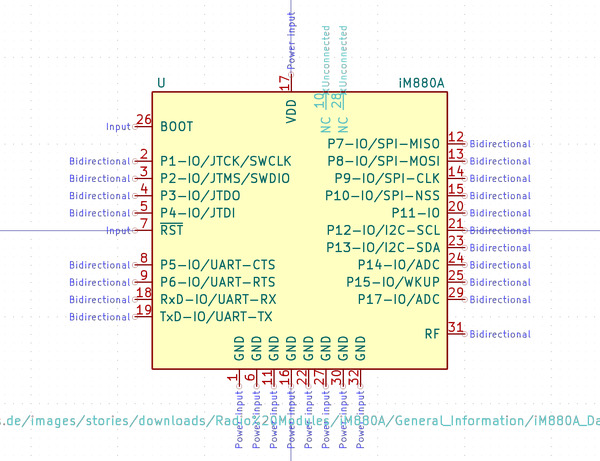 Power Input
17
VDD
Unconnected
10
NC
Unconnected
28
NC
U
iM880A
Input
26
BOOT
Bidirectional
2
P1-IO/JTCK/SWCLK
Bidirectional
3
P2-IO/JTMS/SWDIO
Bidirectional
4
P3-IO/JTDO
Bidirectional
5
P4-IO/JTDI
Input
7
RST
Bidirectional
8
P5-IO/UART-CTS
Bidirectional
9
P6-IO/UART-RTS
Bidirectional
18
RxD-IO/UART-RX
Bidirectional
19
TxD-IO/UART-TX
P7-IO/SPI-MISO
12
Bidirectional
P8-IO/SPI-MOSI
13
Bidirectional
P9-IO/SPI-CLK
14
Bidirectional
P10-IO/SPI-NSS
15
Bidirectional
P11-IO
20
Bidirectional
P12-IO/I2C-SCL
21
Bidirectional
P13-IO/I2C-SDA
23
Bidirectional
P14-IO/ADC
24
Bidirectional
P15-IO/WKUP
25
Bidirectional
P17-IO/ADC
29
Bidirectional
RF
31
Bidirectional
GND
1
Power Input
GND
6
Power Input
GND
11
Power Input
GND
16
Power Input
GND
22
Power Input
GND
27
Power Input
GND
30
Power Input
GND
32
Power Input
s.de/images/stories/downloads/Radio%20Modules/iM880A/General_Information/iM880A_Da